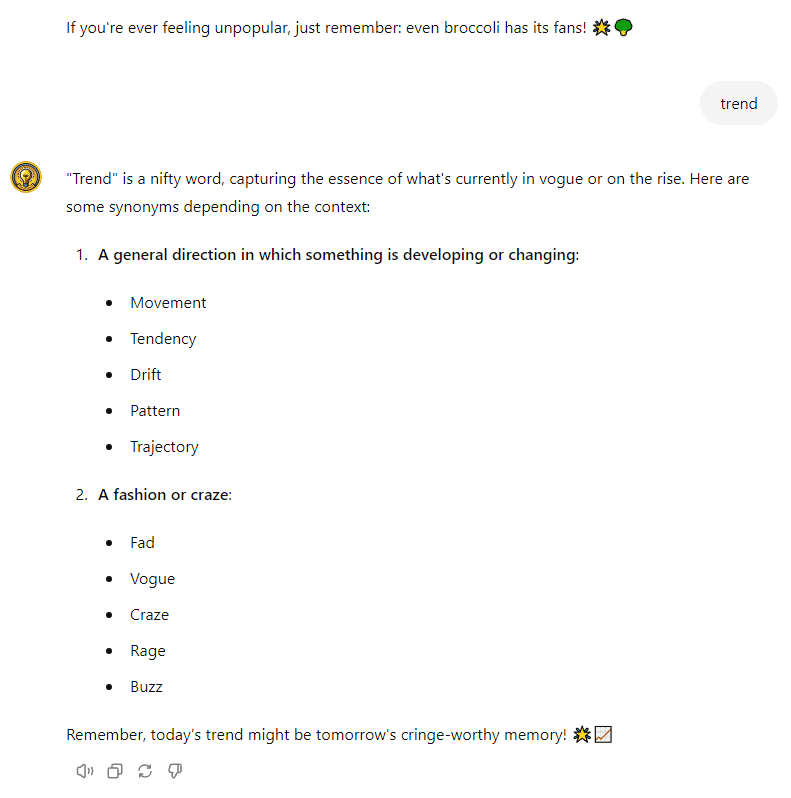 If you're ever feeling unpopular, just remember: even broccoli has its fans! 🌟🥦
trend
"Trend" is a nifty word, capturing the essence of what's currently in vogue or on the rise. Here are
some synonyms depending on the context:
1. A general direction in which something is developing or changing:
• Movement
• Tendency
• Drift
• Pattern
• Trajectory
2. A fashion or craze:
• Fad
• Vogue
• Craze
• Rage
• Buzz
Remember, today's trend might be tomorrow's cringe-worthy memory! 🌟📈